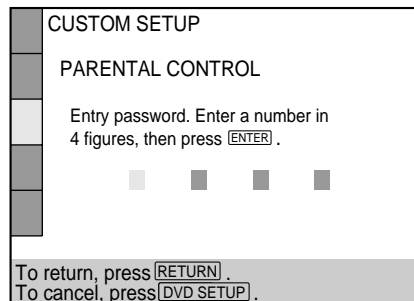 CUSTOM SETUP
PARENTAL CONTROL
Entry password. Enter a number in
4 figures, then press ENTER .
To return, press RETURN .
To cancel, press DVD SETUP .